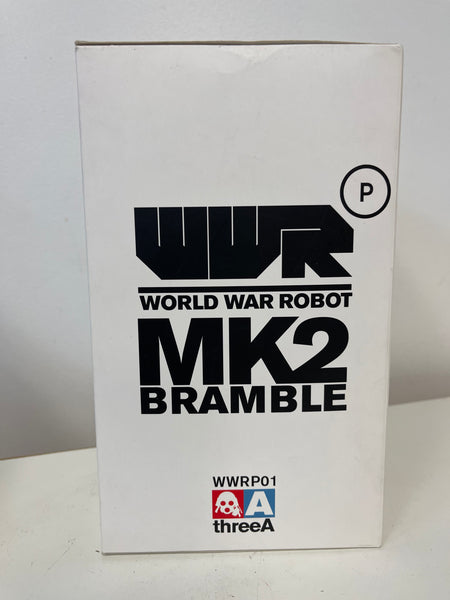 P
WWR
WORLD WAR ROBOT
MK2
BRAMBLE
WWRP01
A
threeA